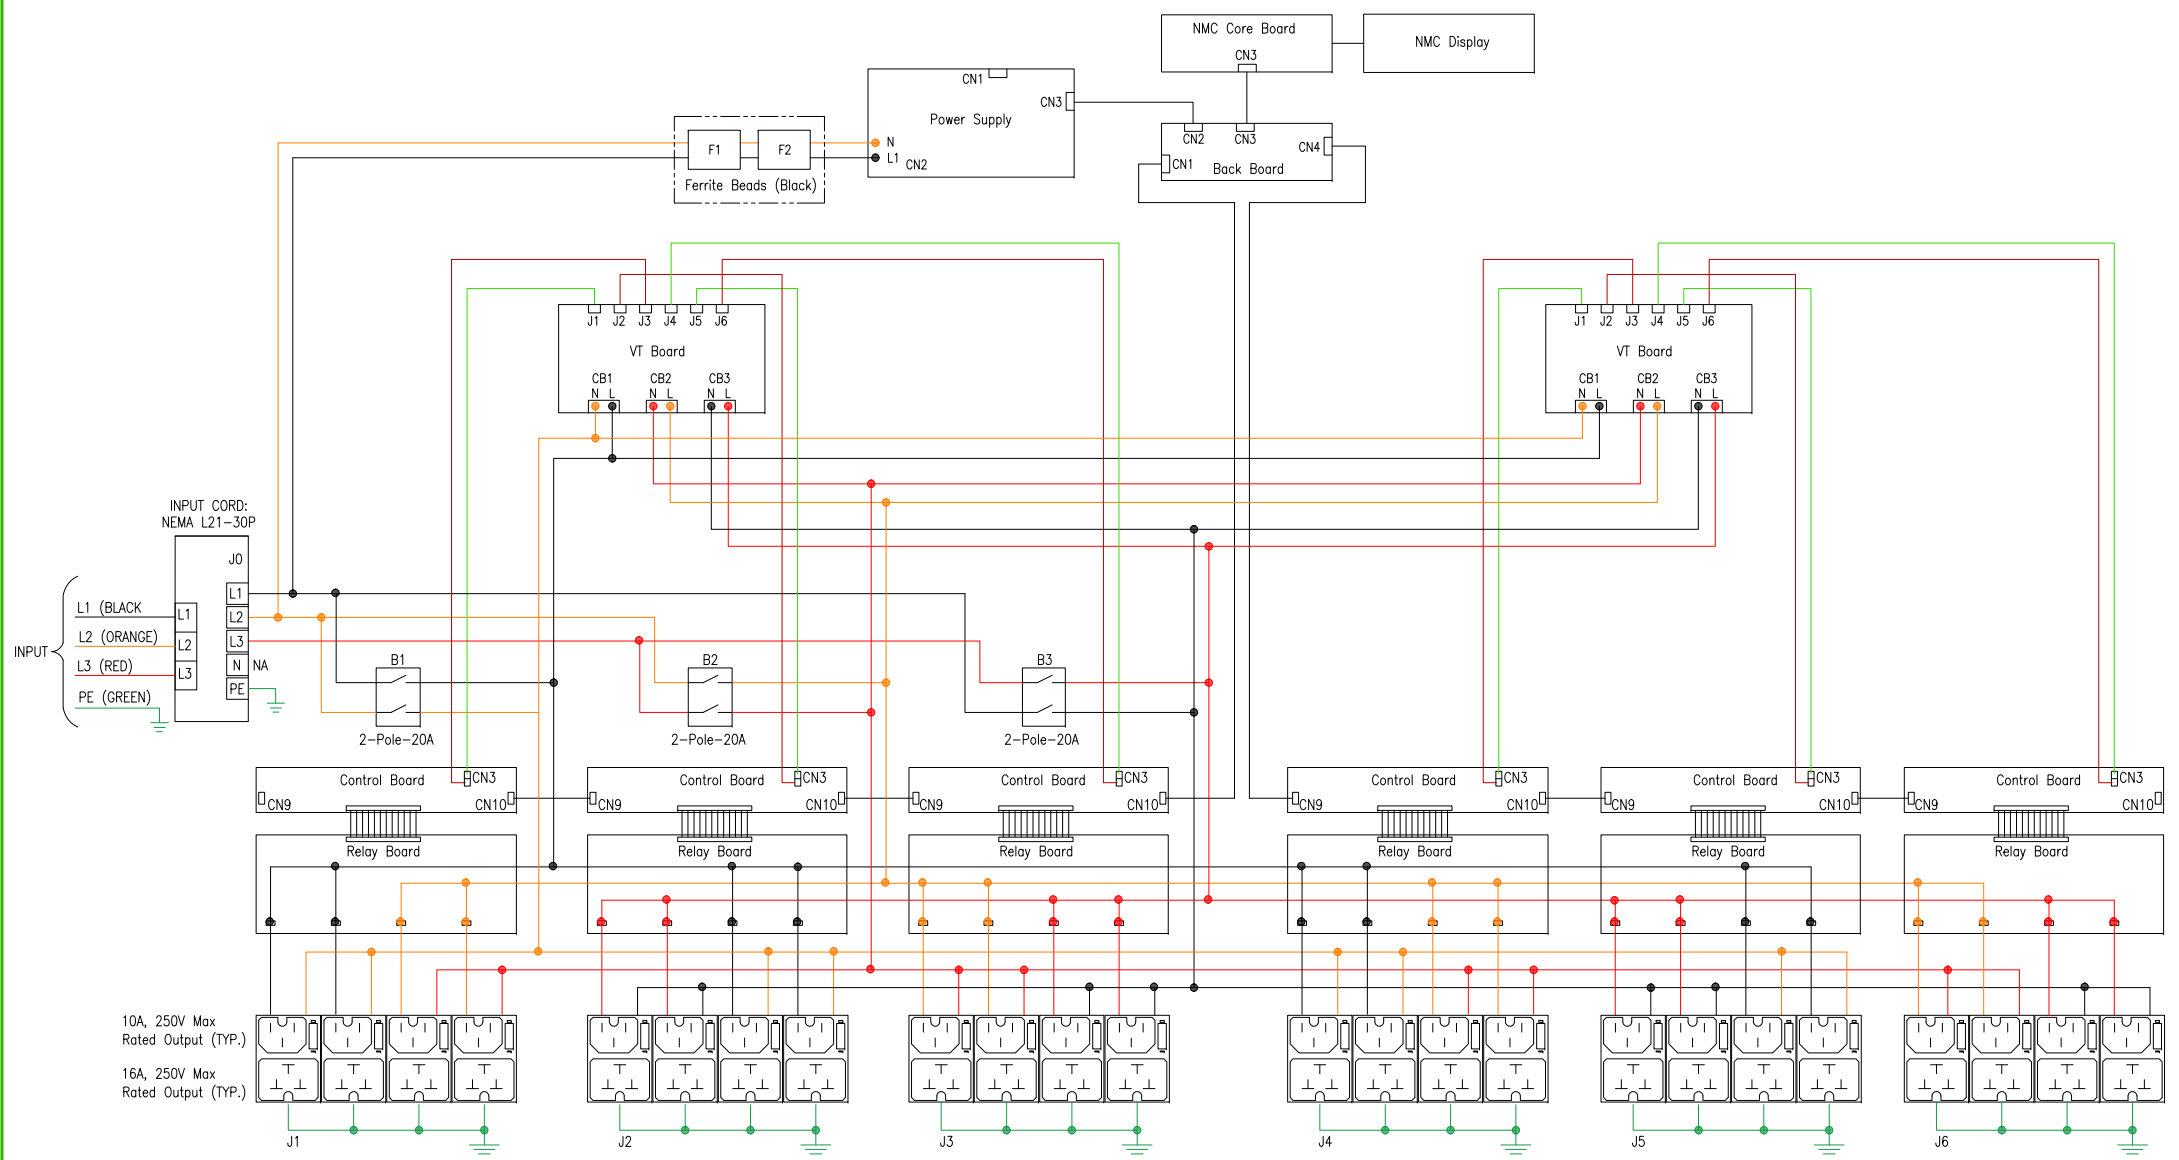 NMC Core Board
CN3
NMC Display
CN1
CN3
Power Supply
N
L1
CN2
F1
F2
Ferrite Beads (Black)
CN2
CN3
CN4
CN1
Back Board
J1
J2
J3
J4
J5
J6
VT Board
CB1
CB2
CB3
N
L
N
L
N
L
J1
J2
J3
J4
J5
J6
VT Board
CB1
CB2
CB3
N
L
N
L
N
L
INPUT CORD:
NEMA L21-30P
J0
L1
L2
L3
N
NA
PE
L1
L2
L3
INPUT
L1 (BLACK
L2 (ORANGE)
L3 (RED)
PE (GREEN)
B1
2-Pole-20A
B2
2-Pole-20A
B3
2-Pole-20A
Control Board
CN3
CN9
CN10
Relay Board
Control Board
CN3
CN9
CN10
Relay Board
Control Board
CN3
CN9
CN10
Relay Board
Control Board
CN3
CN9
CN10
Relay Board
Control Board
CN3
CN9
CN10
Relay Board
Control Board
CN3
CN9
CN10
Relay Board
10A, 250V Max
Rated Output (TYP.)
16A, 250V Max
Rated Output (TYP.)
J1
J2
J3
J4
J5
J6